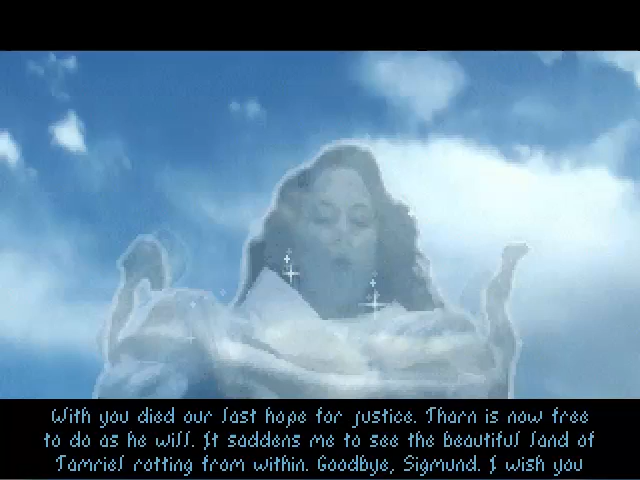 With you died our last hope for justice. Tharn is now free
to do as he will. It saddens me to see the beautiful land of
Tamriel rotting from within. Goodbye, Sigmund. I wish you